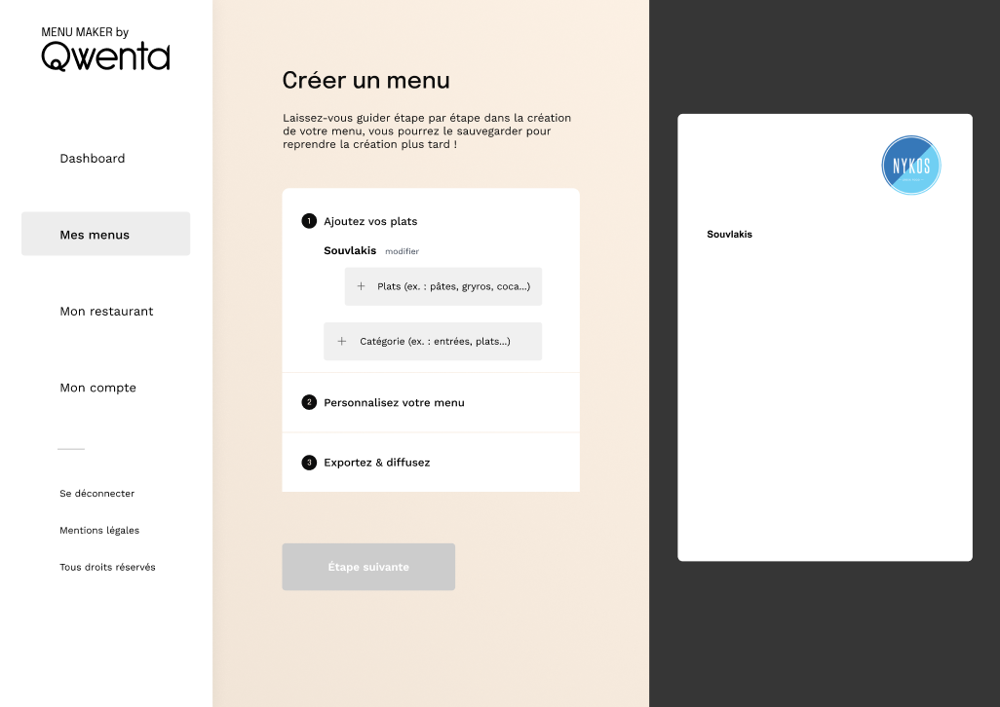 MENU MAKER by
Qwenta
Dashboard
Mes menus
Mon restaurant
Mon compte
Se déconnecter
Mentions légales
Tous droits réservés
Créer un menu
Laissez-vous guider étape par étape dans la création
de votre menu, vous pourrez le sauvegarder pour
reprendre la création plus tard !
1 Ajoutez vos plats
Souvlakis modifier
+ Plats (ex. : pâtes, gryros, coca...)
+ Catégorie (ex. : entrées, plats...)
2 Personnalisez votre menu
3 Exportez & diffusez
Étape suivante
NYKOS
Souvlakis